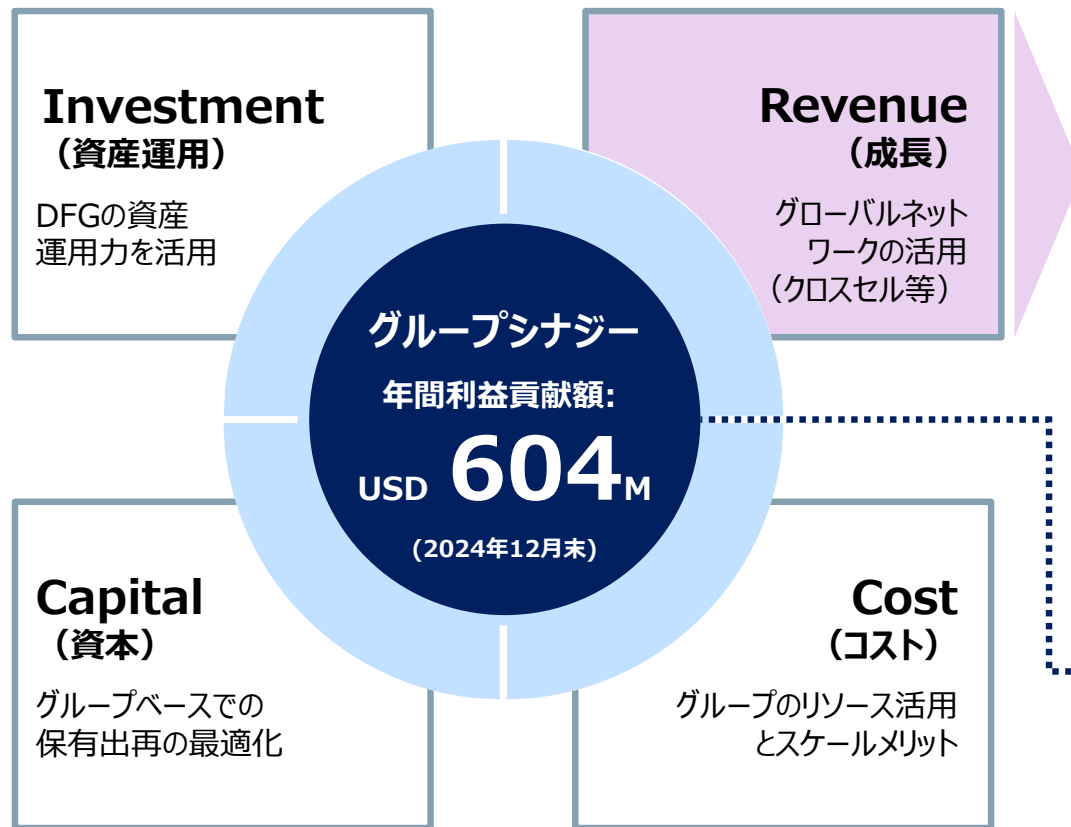 Investment
（資産運用）
DFGの資産
運用力を活用
Revenue
（成長）
グローバルネット
ワークの活用
（クロスセル等）
グループシナジー
年間利益貢献額:
USD 604M
(2024年12月末)
Capital
（資本）
グループベースでの
保有出再の最適化
Cost
（コスト）
グループのリソース活用
とスケールメリット